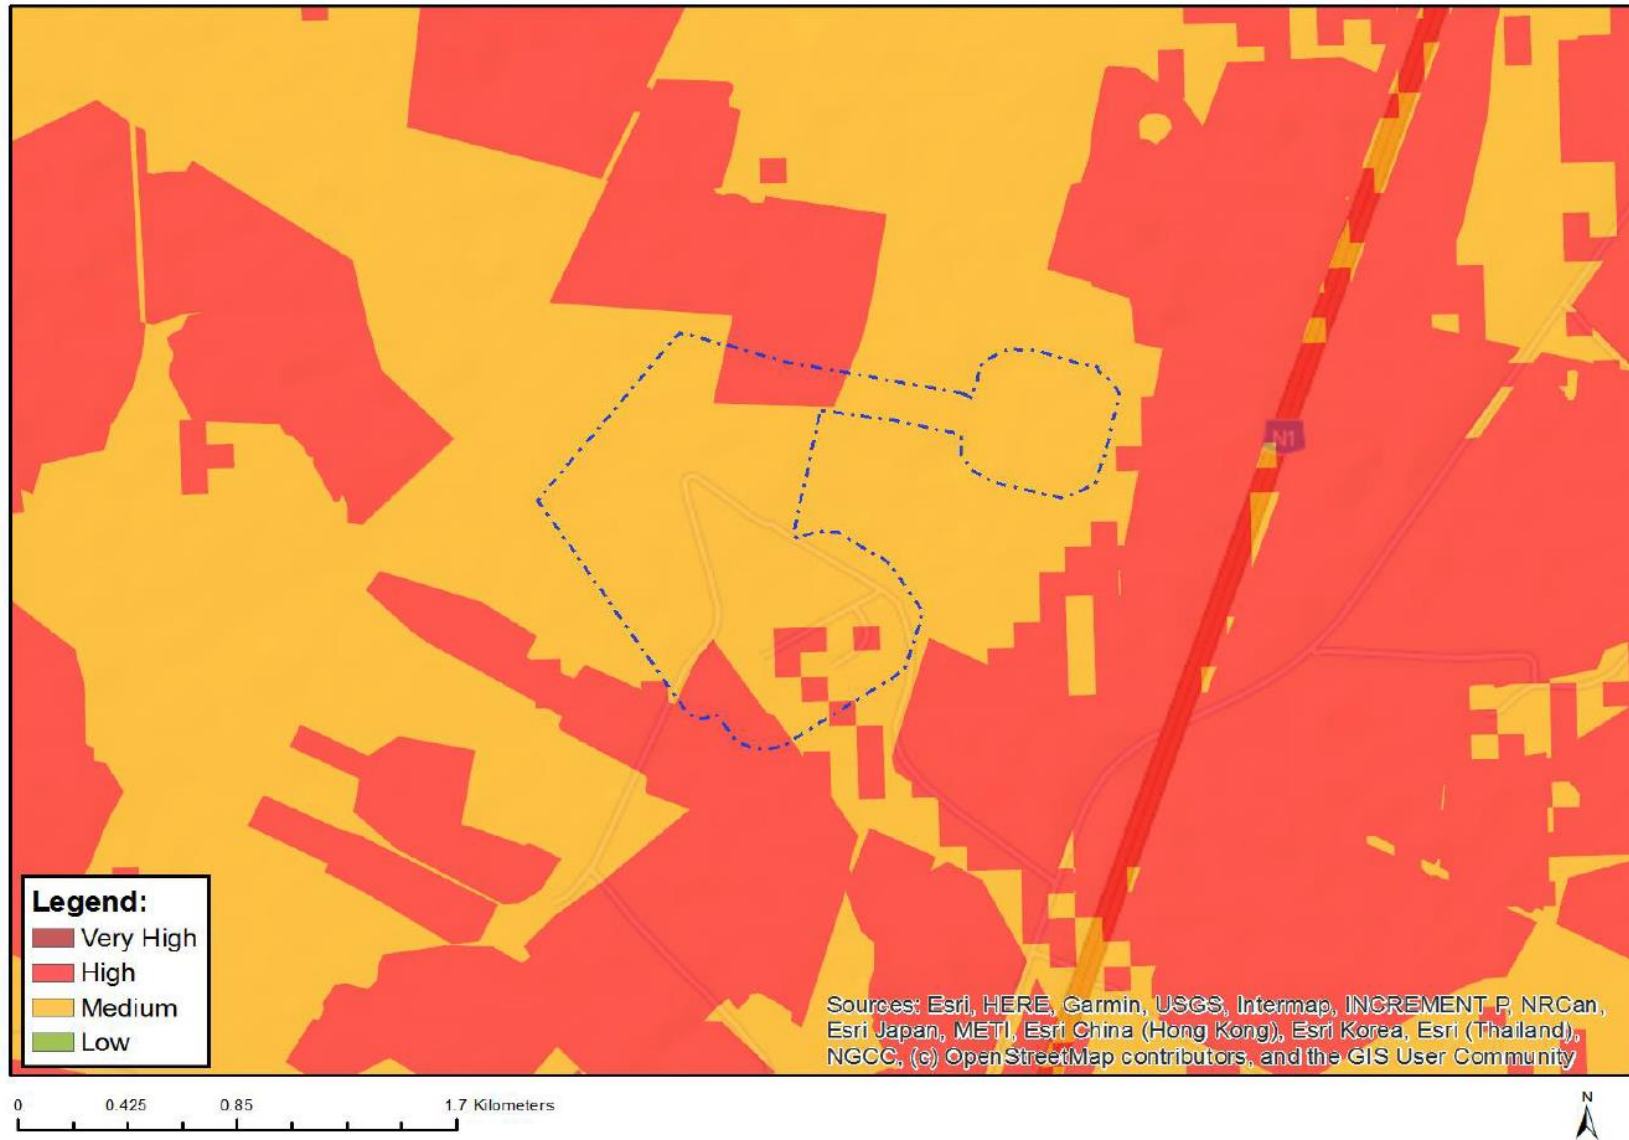 N1
Legend:
Very High
High
Medium
Low
Sources: Esri, HERE, Garmin, USGS, Intermap, INCREMENT P, NRCan,
Esri Japan, METI, Esri China (Hong Kong), Esri Korea, Esri (Thailand),
NGCC, (c) OpenStreetMap contributors, and the GIS User Community
0 0.425 0.85 1.7 Kilometers
N